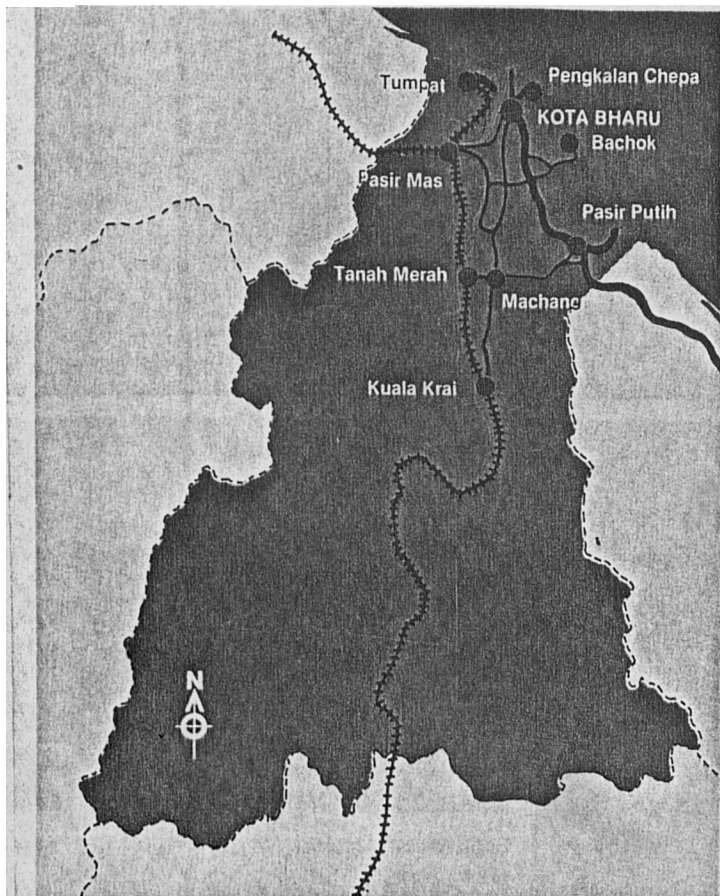 Tumpat
Pengkalan Chepa
KOTA BHARU
Bachok
Pasir Mas
Pasir Putih
Tanah Merah
Machang
Kuala Krai
N